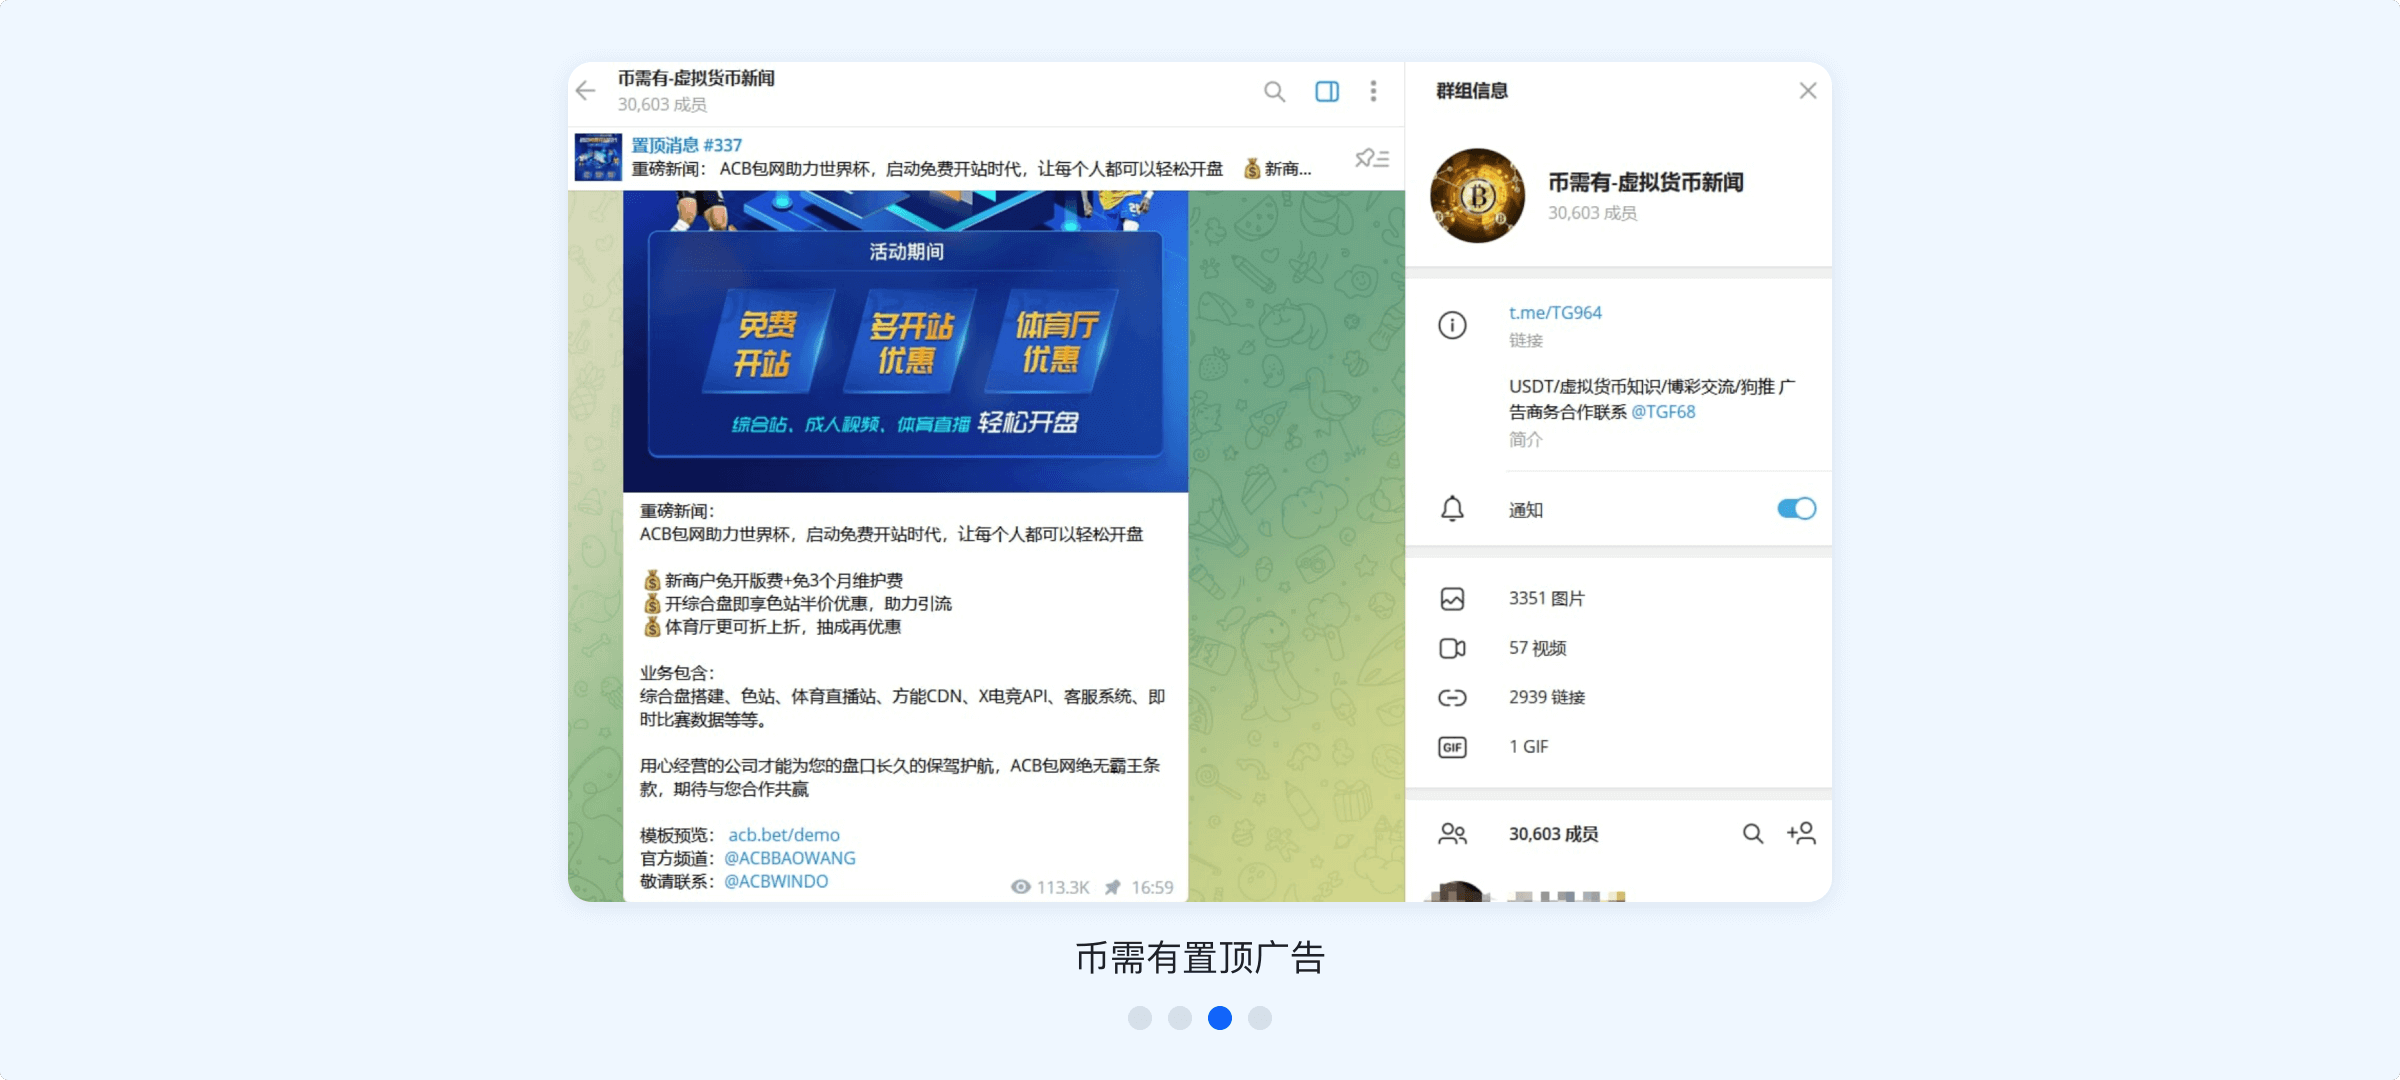 币需有-虚拟货币新闻
30,603 成员
置顶消息 #337
重磅新闻： ACB包网助力世界杯，启动免费开站时代，让每个人都可以轻松开盘 💰新商...
活动期间
免费
开站
多开站
优惠
体育厅
优惠
综合站、成人视频、体育直播 轻松开盘
重磅新闻：
ACB包网助力世界杯，启动免费开站时代，让每个人都可以轻松开盘
💰新商户免开版费+免3个月维护费
💰开综合盘即享色站半价优惠，助力引流
💰体育厅更可折上折，抽成再优惠
业务包含：
综合盘搭建、色站、体育直播站、方能CDN、X电竞API、客服系统、即
时比赛数据等等。
用心经营的公司才能为您的盘口长久的保驾护航，ACB包网绝无霸王条
款，期待与您合作共赢
模板预览： acb.bet/demo
官方频道：@ACBBAOWANG
敬请联系：@ACBWINDO
113.3K 16:59
群组信息
币需有-虚拟货币新闻
30,603 成员
t.me/TG964
链接
USDT/虚拟货币知识/博彩交流/狗推 广
告商务合作联系 @TGF68
简介
通知
3351 图片
57 视频
2939 链接
GIF 1 GIF
30,603 成员
币需有置顶广告